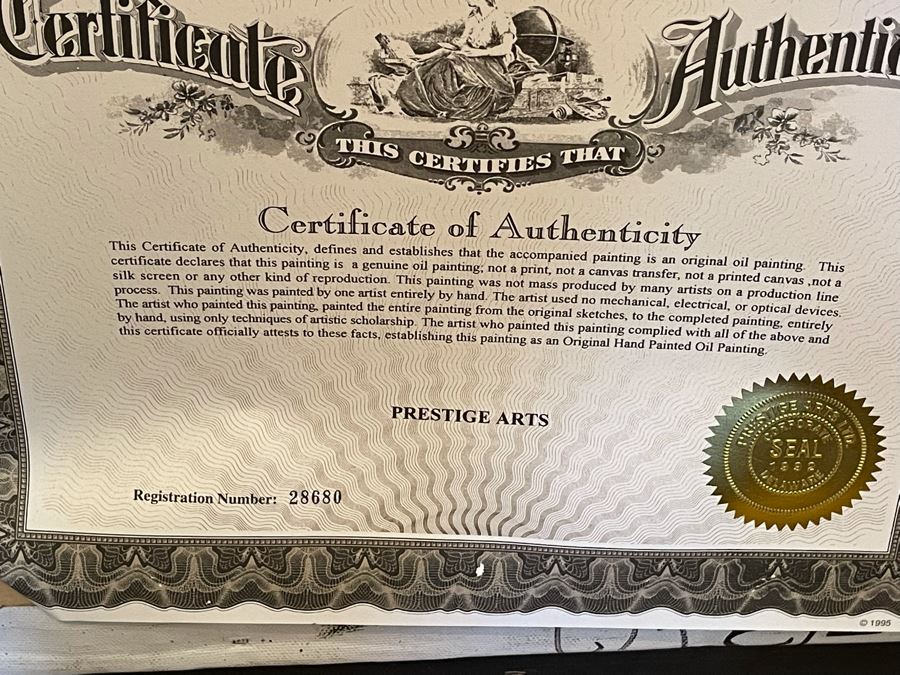 Certificate
Authentic
THIS CERTIFIES THAT
Certificate of Authenticity
This Certificate of Authenticity, defines and establishes that the accompanied painting is an original oil painting. This
certificate declares that this painting is a genuine oil painting; not a print, not a canvas transfer, not a printed canvas ,not a
silk screen or any other kind of reproduction. This painting was not mass produced by many artists on a production line
process. This painting was painted by one artist entirely by hand. The artist used no mechanical, electrical, or optical devices.
The artist who painted this painting, painted the entire painting from the original sketches, to the completed painting, entirely
by hand, using only techniques of artistic scholarship. The artist who painted this painting complied with all of the above and
this certificate officially attests to these facts, establishing this painting as an Original Hand Painted Oil Painting.
PRESTIGE ARTS
PRESTIGE ARTS
CORPORATE
SEAL
1992
DELAWARE
Registration Number: 28680
© 1995